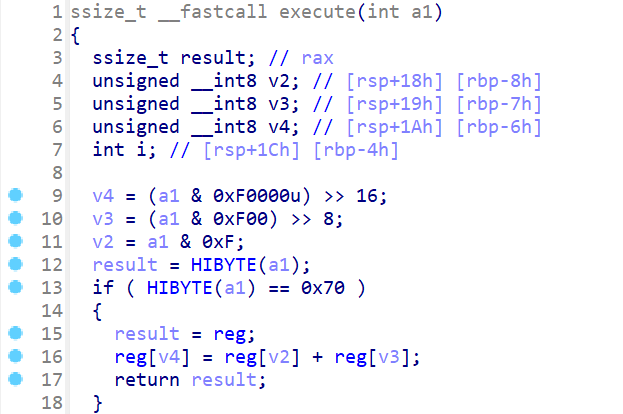 1 ssize_t __fastcall execute(int a1)
2 {
3   ssize_t result; // rax
4   unsigned __int8 v2; // [rsp+18h] [rbp-8h]
5   unsigned __int8 v3; // [rsp+19h] [rbp-7h]
6   unsigned __int8 v4; // [rsp+1Ah] [rbp-6h]
7   int i; // [rsp+1Ch] [rbp-4h]
8
9   v4 = (a1 & 0xF0000u) >> 16;
10   v3 = (a1 & 0xF00) >> 8;
11   v2 = a1 & 0xF;
12   result = HIBYTE(a1);
13   if ( HIBYTE(a1) == 0x70 )
14   {
15     result = reg;
16     reg[v4] = reg[v2] + reg[v3];
17     return result;
18   }